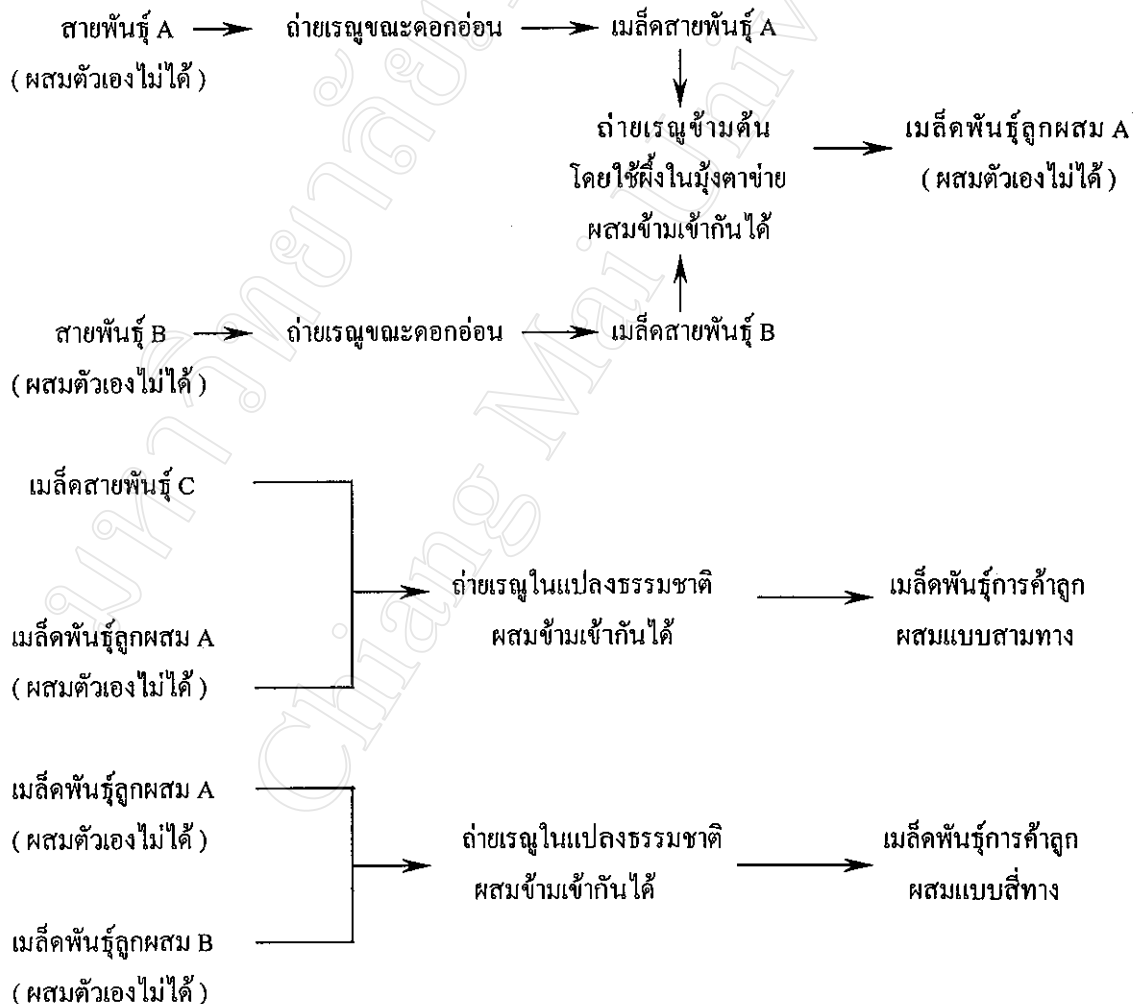 สายพันธุ์ A → ถ่ายเรณูขณะดอกอ่อน → เมล็ดสายพันธุ์ A
( ผสมตัวเองไม่ได้ )
ถ่ายเรณูข้ามต้น → เมล็ดพันธุ์ลูกผสม A
โดยใช้ผึ้งในมุ้งตาข่าย ( ผสมตัวเองไม่ได้ )
ผสมข้ามเข้ากันได้
สายพันธุ์ B → ถ่ายเรณูขณะดอกอ่อน → เมล็ดสายพันธุ์ B
( ผสมตัวเองไม่ได้ )
เมล็ดสายพันธุ์ C
ถ่ายเรณูในแปลงธรรมชาติ → เมล็ดพันธุ์การค้าลูก
ผสมข้ามเข้ากันได้ ผสมแบบสามทาง
เมล็ดพันธุ์ลูกผสม A
( ผสมตัวเองไม่ได้ )
เมล็ดพันธุ์ลูกผสม A
( ผสมตัวเองไม่ได้ )
ถ่ายเรณูในแปลงธรรมชาติ → เมล็ดพันธุ์การค้าลูก
ผสมข้ามเข้ากันได้ ผสมแบบสี่ทาง
เมล็ดพันธุ์ลูกผสม B
( ผสมตัวเองไม่ได้ )
มหาวิทยาลัย
Chiang Mai Univ